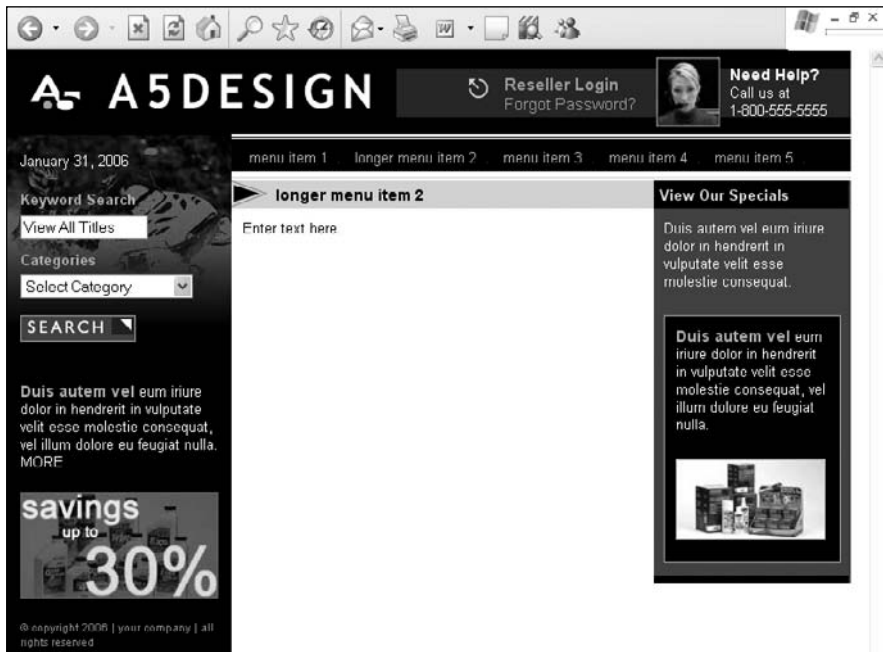 A5DESIGN
Reseller Login
Forgot Password?
Need Help?
Call us at
1-800-555-5555
January 31, 2006
menu item 1 . longer menu item 2 . menu item 3 . menu item 4 . menu item 5 .
Keyword Search
View All Titles
Categories
Select Category
SEARCH
Duis autem vel eum iriure
dolor in hendrerit in vulputate
velit esse molestie consequat,
vel illum dolore eu feugiat nulla.
MORE
savings
up to
30%
© copyright 2006 | your company | all
rights reserved
longer menu item 2
Enter text here
View Our Specials
Duis autem vel eum iriure
dolor in hendrerit in
vulputate velit esse
molestie consequat.
Duis autem vel eum
iriure dolor in hendrerit
in vulputate velit esse
molestie consequat, vel
illum dolore eu feugiat
nulla.